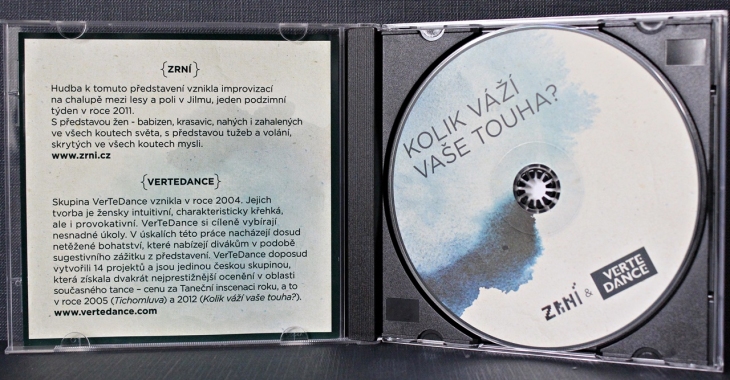 {ZRNÍ}
Hudba k tomuto představení vznikla improvizací
na chalupě mezi lesy a poli v Jilmu, jeden podzimní
týden v roce 2011.
S představou žen - babizen, krasavic, nahých i zahalených
ve všech koutech světa, s představou tužeb a volání,
skrytých ve všech koutech mysli.
www.zrni.cz
{VERTEDANCE}
Skupina VerTeDance vznikla v roce 2004. Jejich
tvorba je žensky intuitivní, charakteristicky křehká,
ale i provokativní. VerTeDance si cíleně vybírají
nesnadné úkoly. V úskalích této práce nacházejí dosud
netěžené bohatství, které nabízejí divákům v podobě
sugestivního zážitku z představení. VerTeDance doposud
vytvořili 14 projektů a jsou jedinou českou skupinou,
která získala dvakrát nejprestižnější ocenění v oblasti
současného tance – cenu za Taneční inscenaci roku, a to
v roce 2005 (Tichomluva) a 2012 (Kolik váží vaše touha?).
www.vertedance.com
KOLIK VÁŽÍ
VAŠE TOUHA?
ZRNÍ & VERTE
DANCE